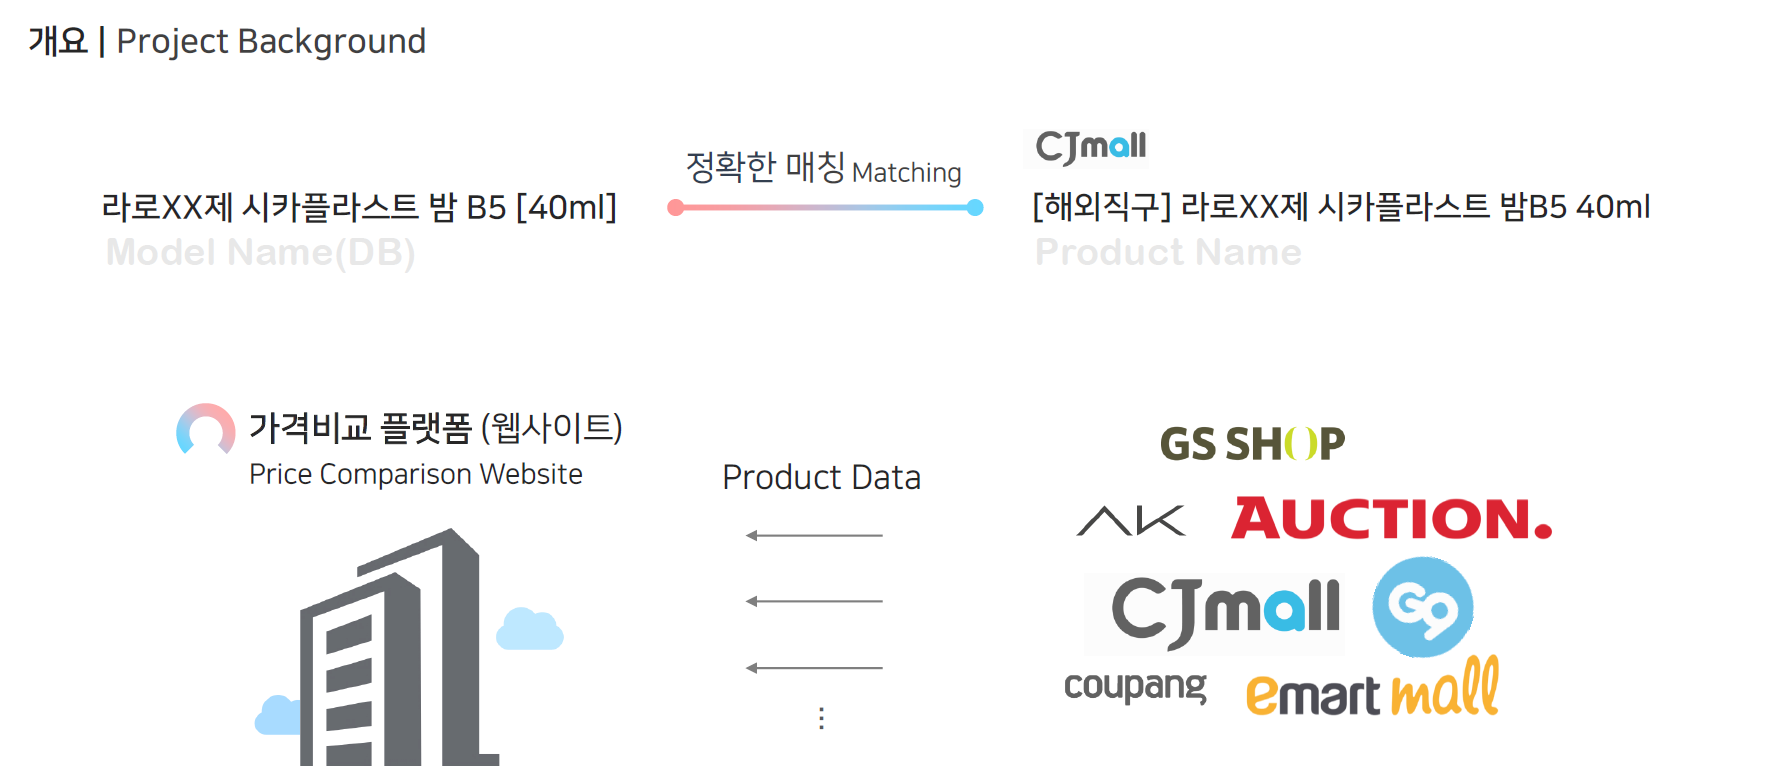 개요 | Project Background
CJmall
정확한 매칭 Matching
라로XX제 시카플라스트 밤 B5 [40ml]
[해외직구] 라로XX제 시카플라스트 밤B5 40ml
Model Name(DB)
Product Name
가격비교 플랫폼 (웹사이트)
Price Comparison Website
Product Data
GS SHOP
AK
AUCTION.
CJmall
G9
coupang
emart mall